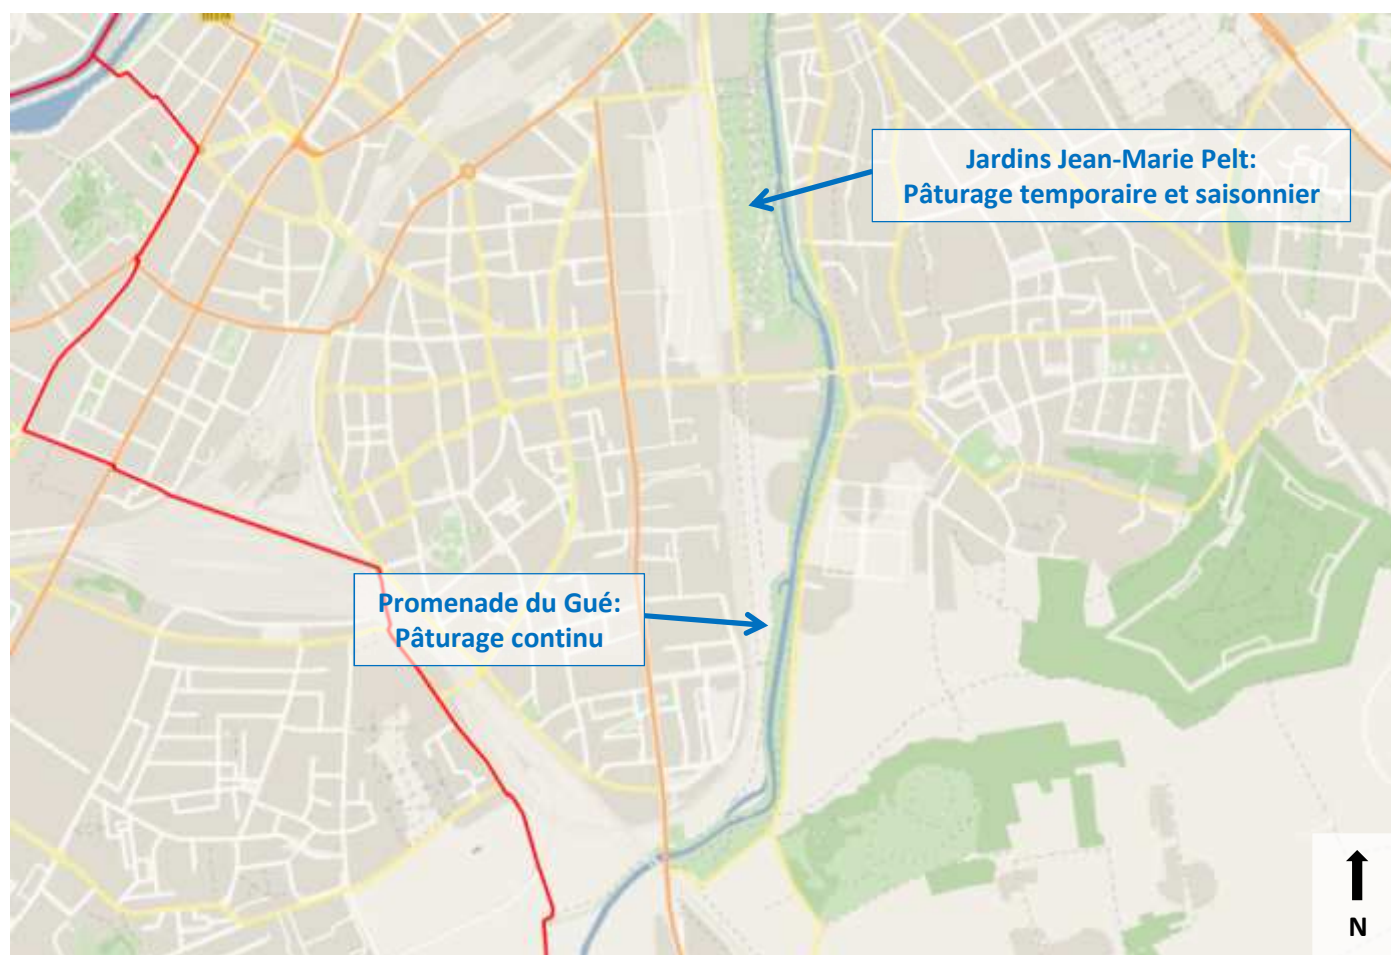 Jardins Jean-Marie Pelt:
Pâturage temporaire et saisonnier
Promenade du Gué:
Pâturage continu
N